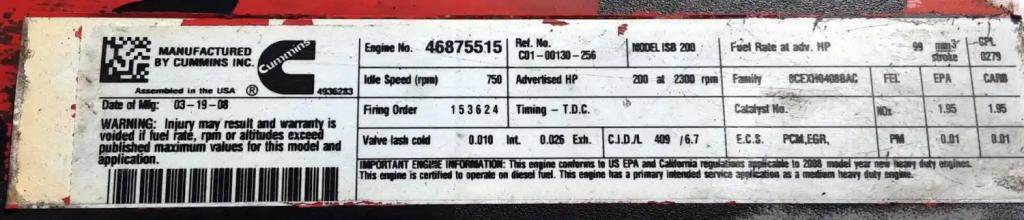 MANUFACTURED
BY CUMMINS INC.
Cummins
Assembled in the USA ® 4936283
Date of Mfg: 03-19-08
WARNING: Injury may result and warranty is
voided if fuel rate, rpm or altitudes exceed
published maximum values for this model and
application.
Engine No. 46875515 Ref. No. MODEL ISB 200 Fuel Rate at adv. HP 99 mm3 CPL
C01-00130-256 stroke 0279
Idle Speed (rpm) 750 Advertised HP 200 at 2300 rpm Family 8CEXH0408BAC FEL EPA CARB
Firing Order 153624 Timing - T.D.C. Catalyst No. NOx 1.95 1.95
Valve lash cold 0.010 Int. 0.026 Exh. C.I.D./L 409 /6.7 E.C.S. PCM,EGR, PM 0.01 0.01
IMPORTANT ENGINE INFORMATION: This engine conforms to US EPA and California regulations applicable to 2008 model year new heavy duty engines.
This engine is certified to operate on diesel fuel. This engine has a primary intended service application as a medium heavy duty engine.